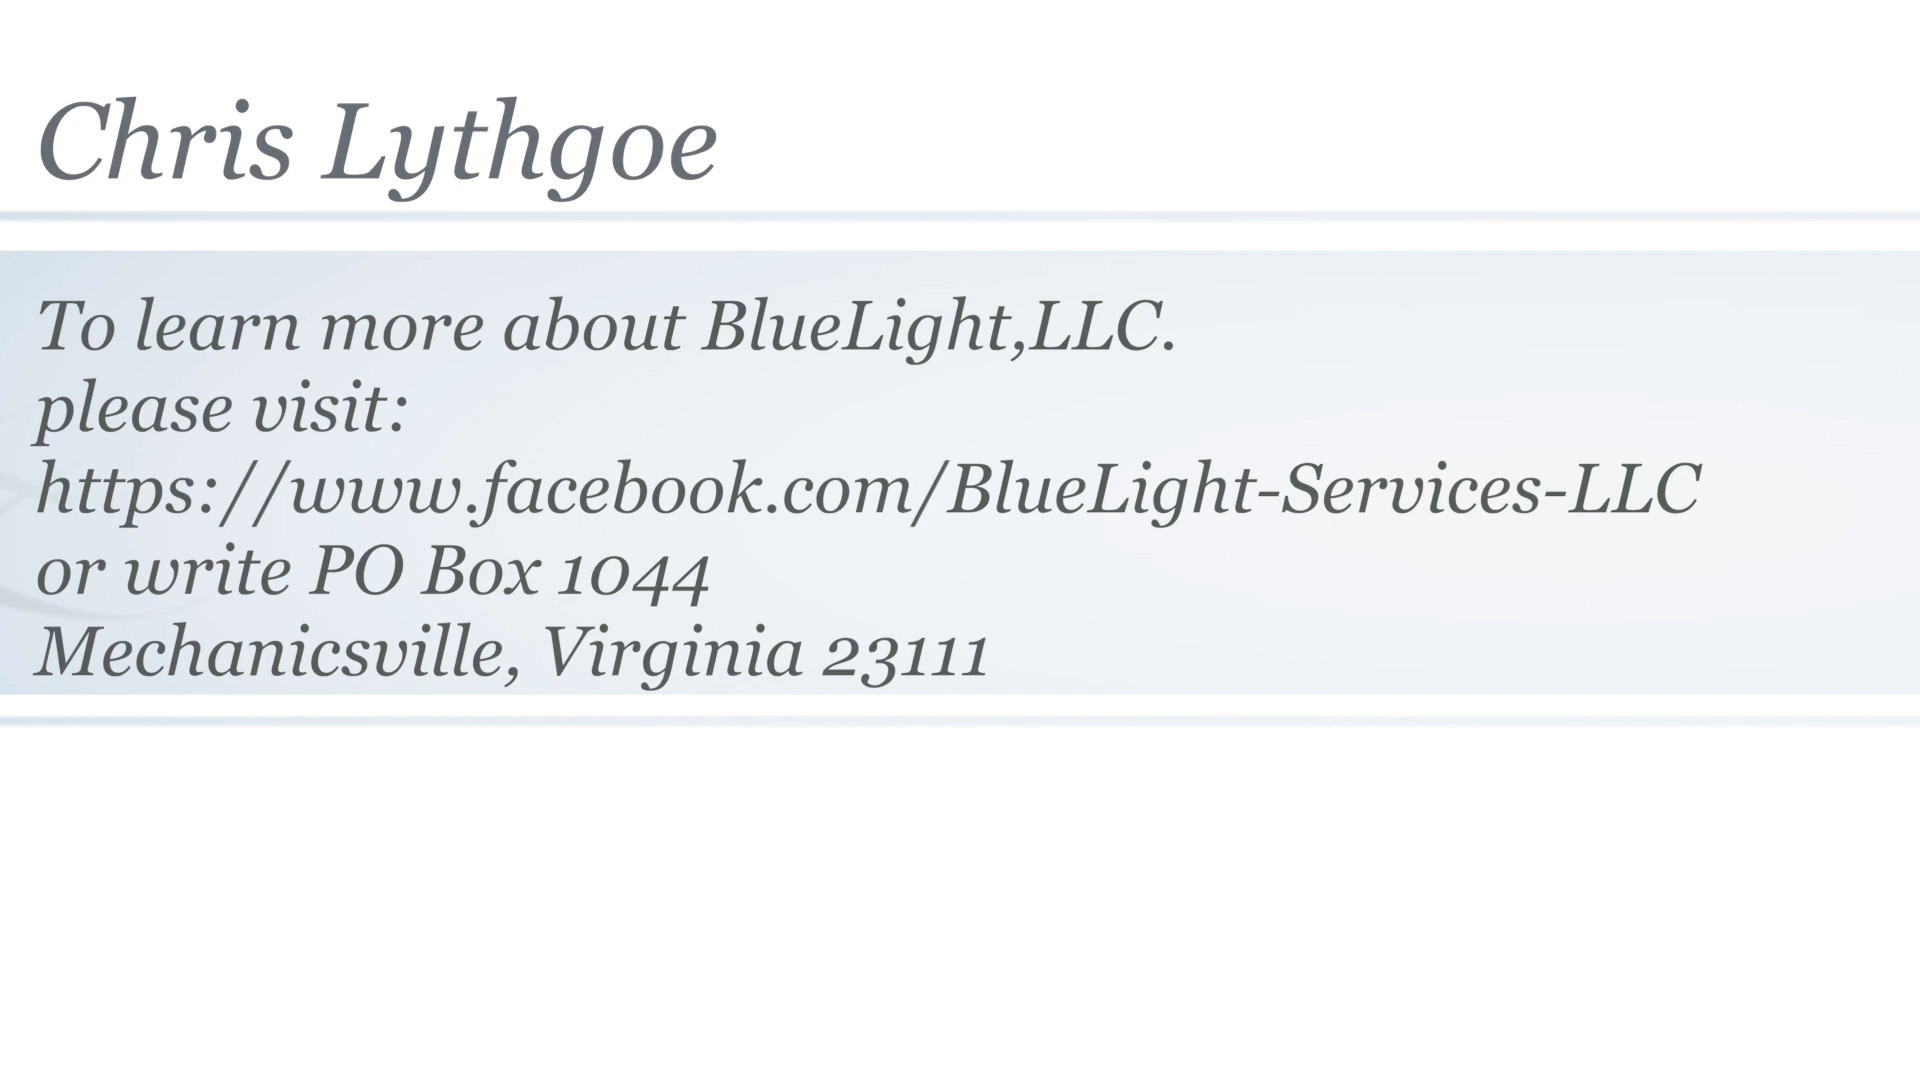 Chris Lythgoe
To learn more about BlueLight,LLC.
please visit:
https://www.facebook.com/BlueLight-Services-LLC
or write PO Box 1044
Mechanicsville, Virginia 23111